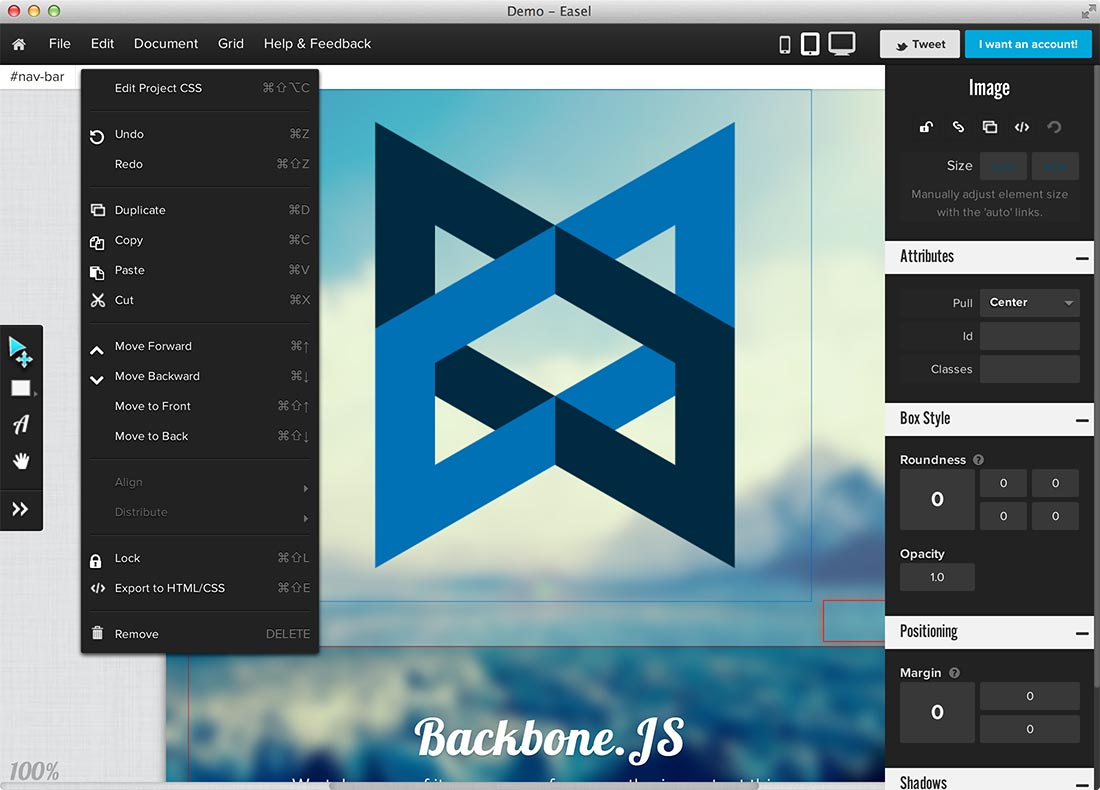 Demo – Easel
File Edit Document Grid Help & Feedback
Tweet
I want an account!
#nav-bar
Edit Project CSS ⌘⇧⌥C
Undo ⌘Z
Redo ⌘⇧Z
Duplicate ⌘D
Copy ⌘C
Paste ⌘V
Cut ⌘X
Move Forward ⌘↑
Move Backward ⌘↓
Move to Front ⌘⇧↑
Move to Back ⌘⇧↓
Align
Distribute
Lock ⌘⇧L
Export to HTML/CSS ⌘⇧E
Remove DELETE
100%
Backbone.JS
Image
Size
Manually adjust element size
with the 'auto' links.
Attributes
Pull Center
Id
Classes
Box Style
Roundness ?
0
0 0
0 0
Opacity
1.0
Positioning
Margin ?
0
0
0
Shadows